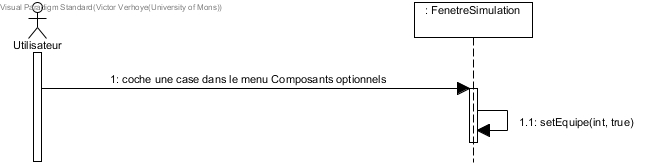 Visual Paradigm Standard(Victor Verhoye(University of Mons))
: FenetreSimulation
Utilisateur
1: coche une case dans le menu Composants optionnels
1.1: setEquipe(int, true)